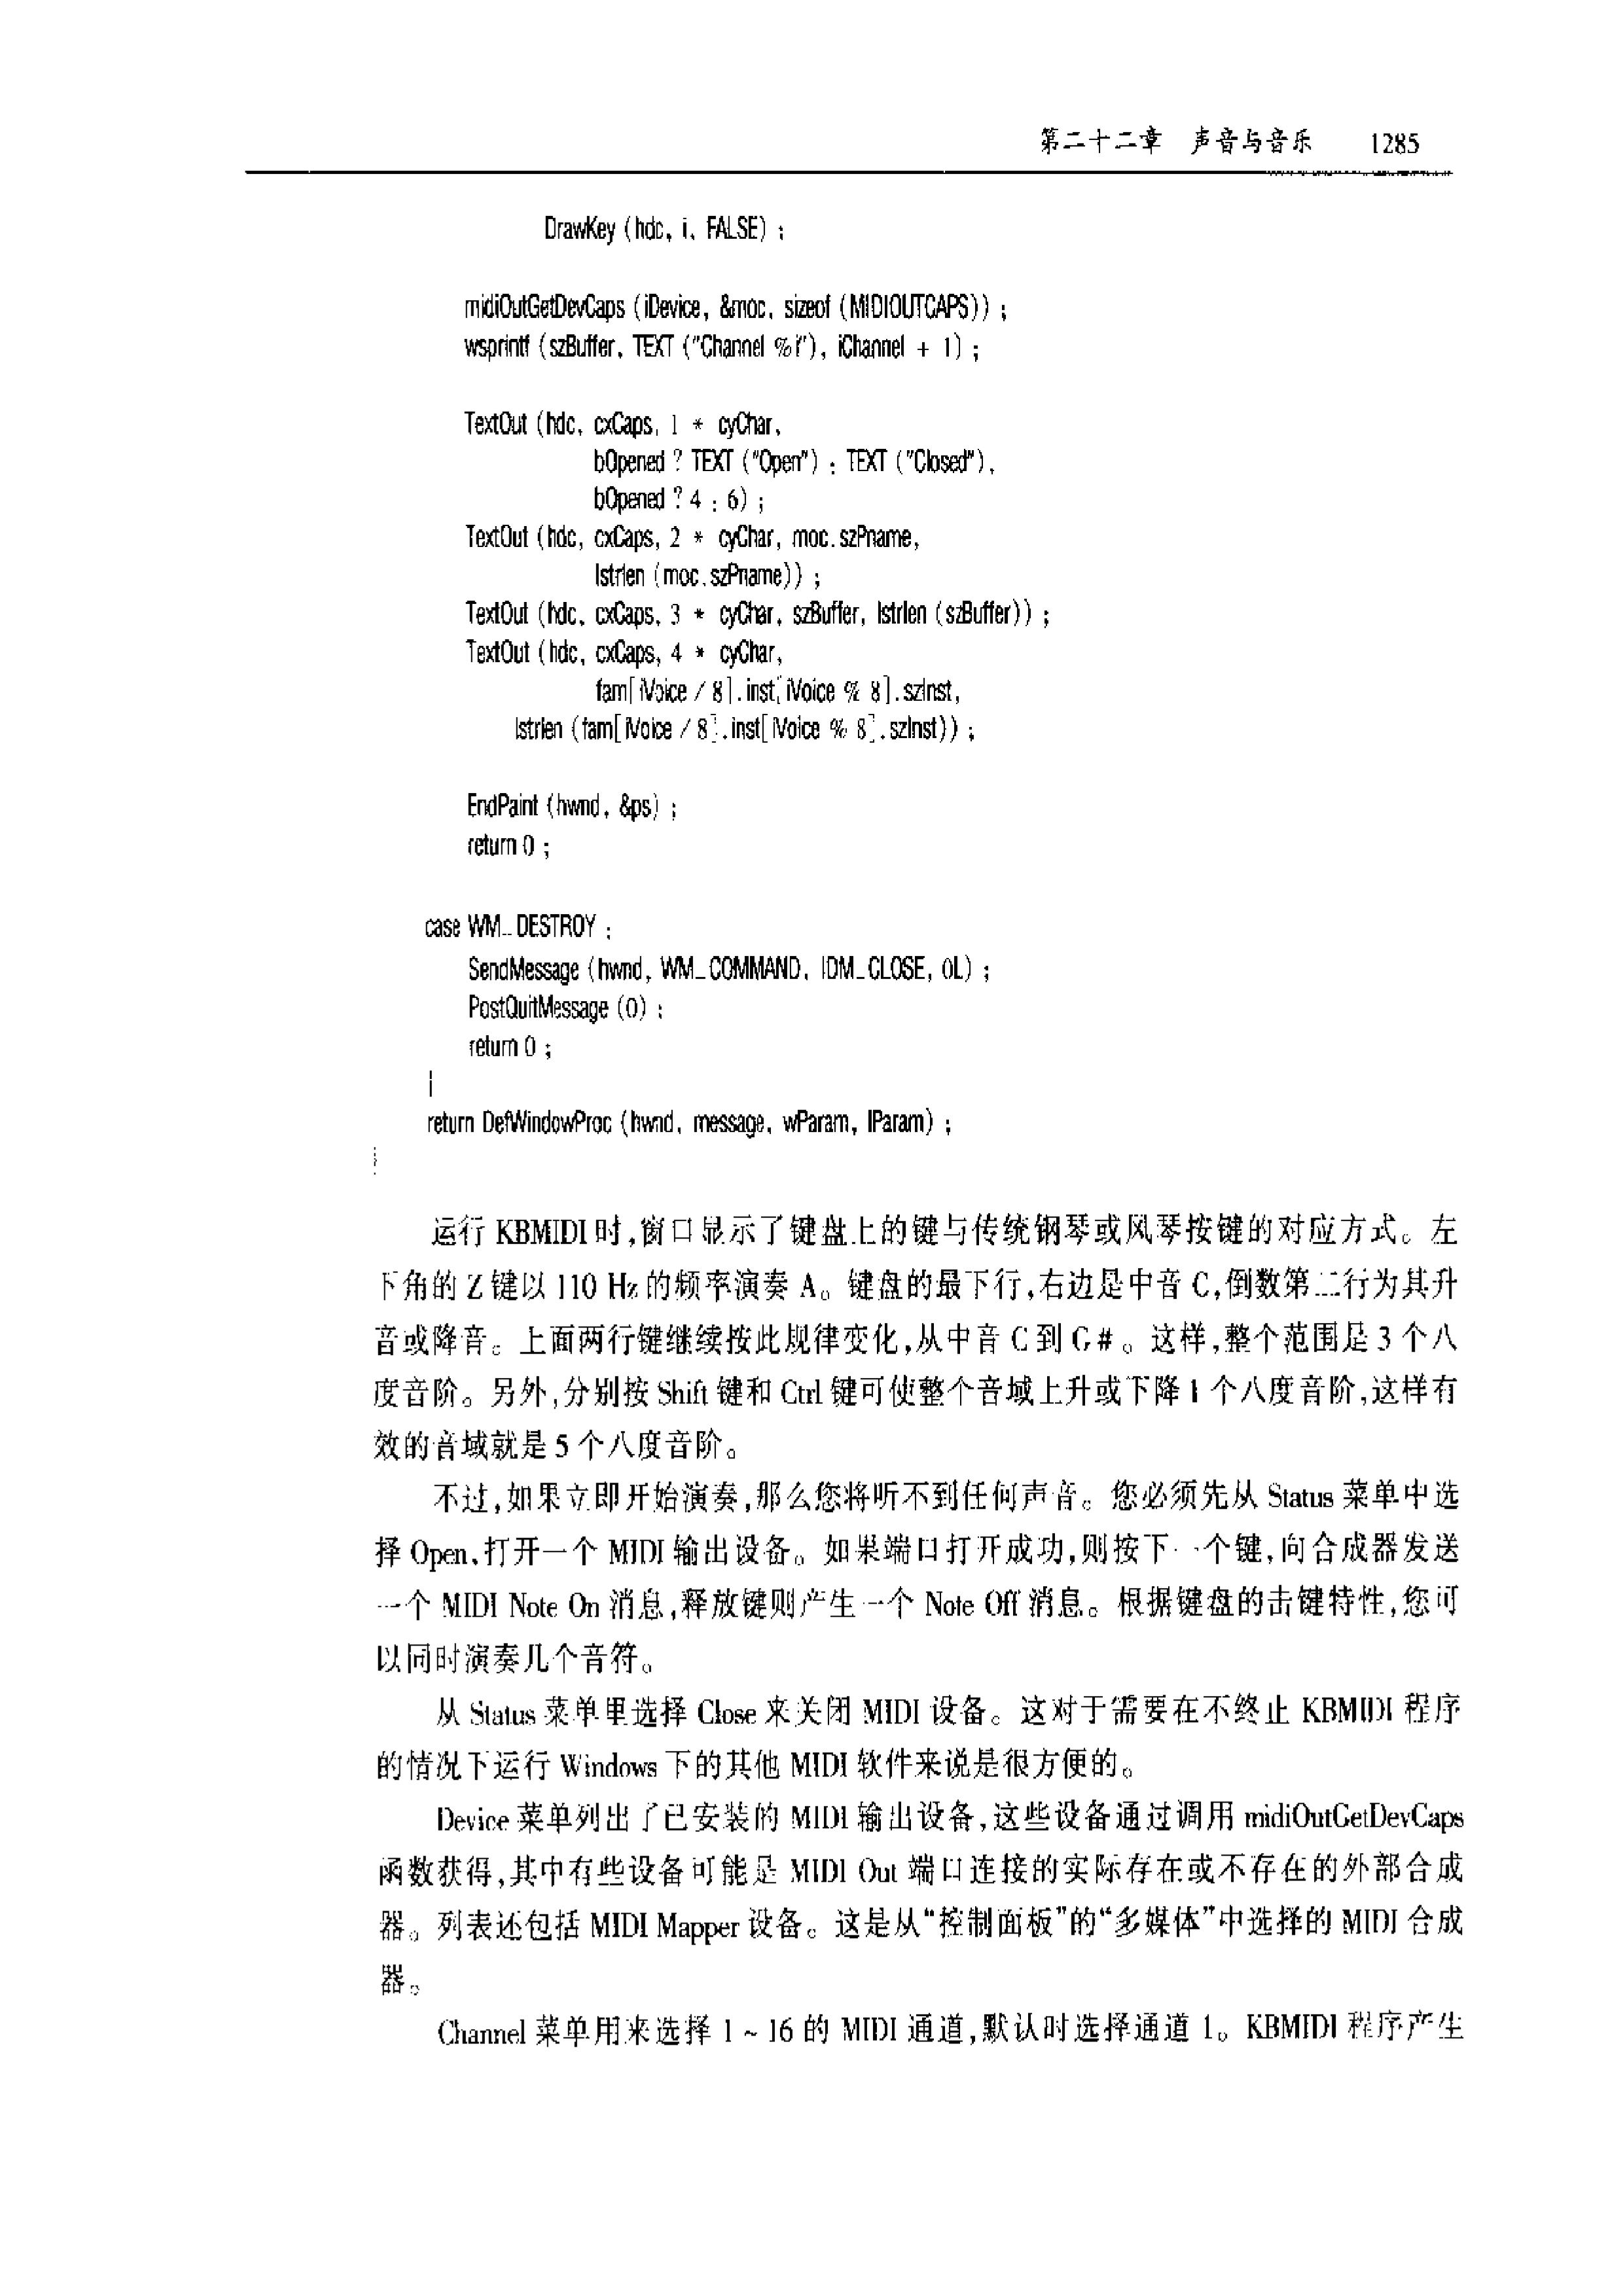 第二十二章 声音与音乐 1285
DrawKey (hdc, i, FALSE) ;
midiOutGetDevCaps (iDevice, &moc, sizeof (MIDIOUTCAPS)) ;
wsprintf (szBuffer, TEXT ("Channel %i"), iChannel + 1) ;
TextOut (hdc, cxCaps, 1 * cyChar,
bOpened ? TEXT ("Open") : TEXT ("Closed"),
bOpened ? 4 : 6) ;
TextOut (hdc, cxCaps, 2 * cyChar, moc.szPname,
lstrlen (moc.szPname)) ;
TextOut (hdc, cxCaps, 3 * cyChar, szBuffer, lstrlen (szBuffer)) ;
TextOut (hdc, cxCaps, 4 * cyChar,
fam[iVoice / 8].inst[iVoice % 8].szInst,
lstrlen (fam[iVoice / 8].inst[iVoice % 8].szInst)) ;
EndPaint (hwnd, &ps) ;
return 0 ;
case WM_DESTROY :
SendMessage (hwnd, WM_COMMAND, IDM_CLOSE, 0L) ;
PostQuitMessage (0) ;
return 0 ;
}
return DefWindowProc (hwnd, message, wParam, lParam) ;
}
运行 KBMIDI 时,窗口显示了键盘上的键与传统钢琴或风琴按键的对应方式。左
下角的 Z 键以 110 Hz 的频率演奏 A。键盘的最下行,右边是中音 C,倒数第二行为其升
音或降音。上面两行键继续按此规律变化,从中音 C 到 G#。这样,整个范围是 3 个八
度音阶。另外,分别按 Shift 键和 Ctrl 键可使整个音域上升或下降 1 个八度音阶,这样有
效的音域就是 5 个八度音阶。
不过,如果立即开始演奏,那么您将听不到任何声音。您必须先从 Status 菜单中选
择 Open,打开一个 MIDI 输出设备。如果端口打开成功,则按下一个键,向合成器发送
一个 MIDI Note On 消息,释放键则产生一个 Note Off 消息。根据键盘的击键特性,您可
以同时演奏几个音符。
从 Status 菜单里选择 Close 来关闭 MIDI 设备。这对于需要在不终止 KBMIDI 程序
的情况下运行 Windows 下的其他 MIDI 软件来说是很方便的。
Device 菜单列出了已安装的 MIDI 输出设备,这些设备通过调用 midiOutGetDevCaps
函数获得,其中有些设备可能是 MIDI Out 端口连接的实际存在或不存在的外部合成
器。列表还包括 MIDI Mapper 设备。这是从“控制面板”的“多媒体”中选择的 MIDI 合成
器。
Channel 菜单用来选择 1~16 的 MIDI 通道,默认时选择通道 1。KBMIDI 程序产生